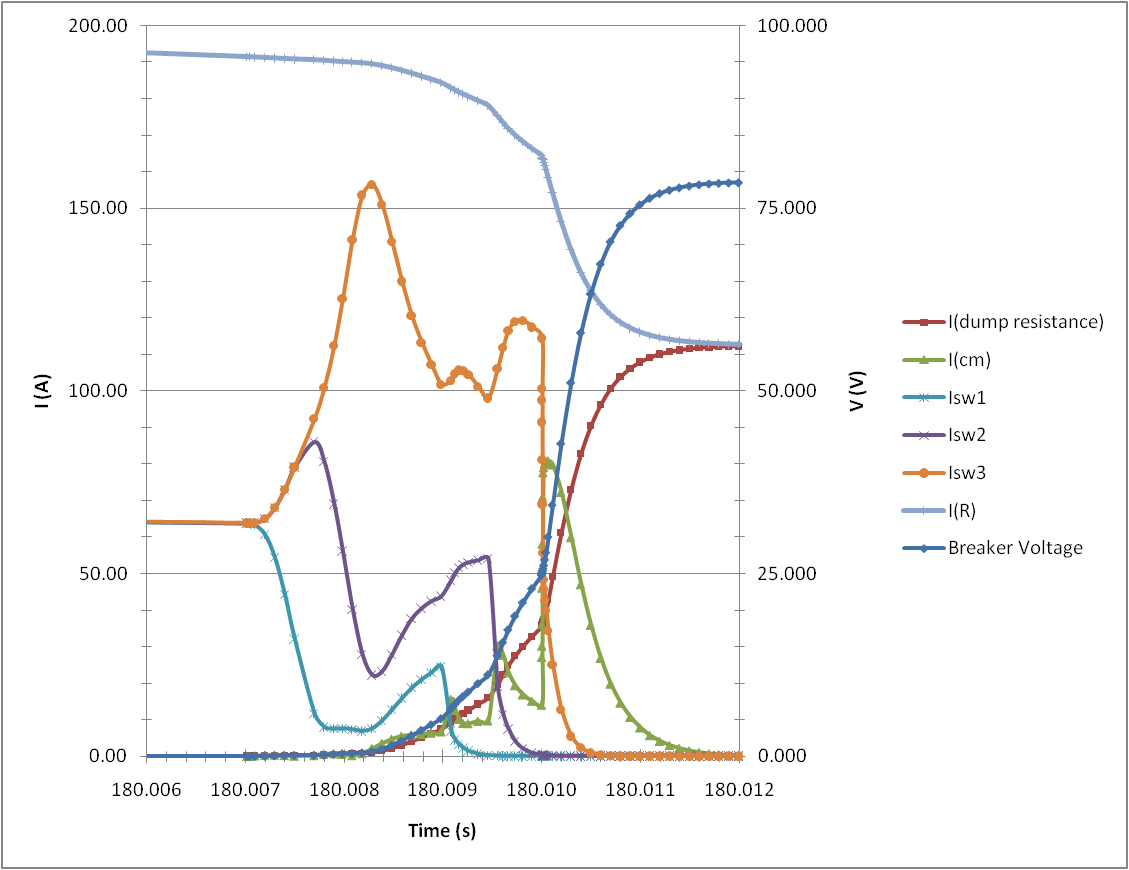 200.00
100.000
150.00
75.000
100.00
50.000
50.00
25.000
0.00
0.000
I (A)
V (V)
180.006 180.007 180.008 180.009 180.010 180.011 180.012
Time (s)
I(dump resistance)
I(cm)
Isw1
Isw2
Isw3
I(R)
Breaker Voltage